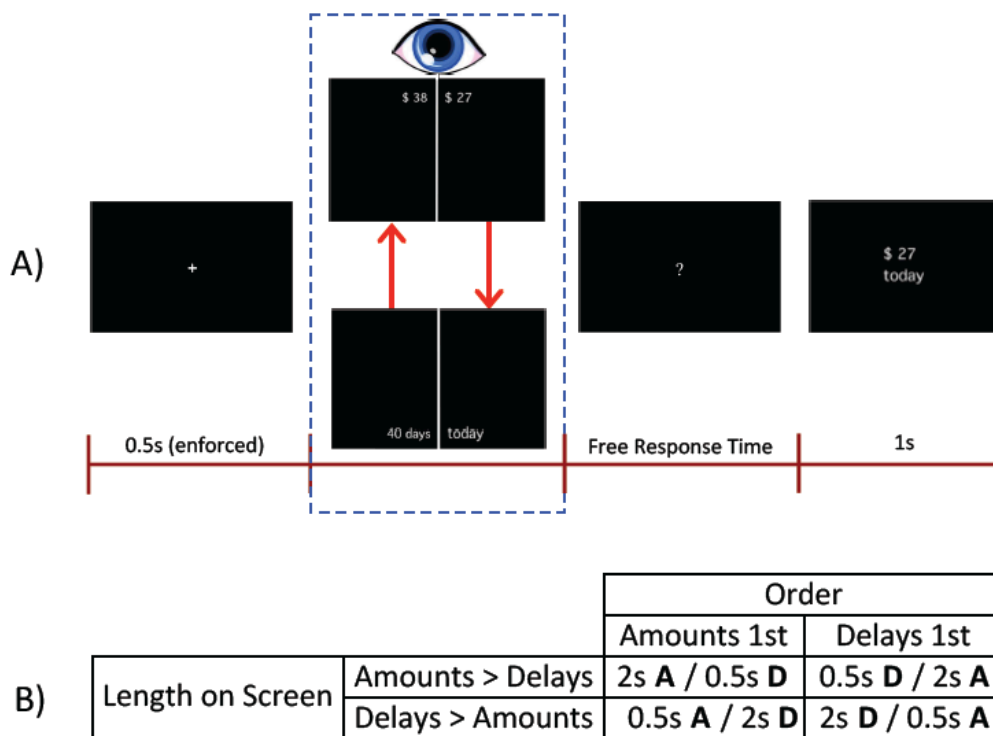 $ 38 $ 27
A)
+
?
$ 27
today
40 days today
0.5s (enforced) Free Response Time 1s
Order
Amounts 1st Delays 1st
B) Length on Screen Amounts > Delays 2s A / 0.5s D 0.5s D / 2s A
Delays > Amounts 0.5s A / 2s D 2s D / 0.5s A